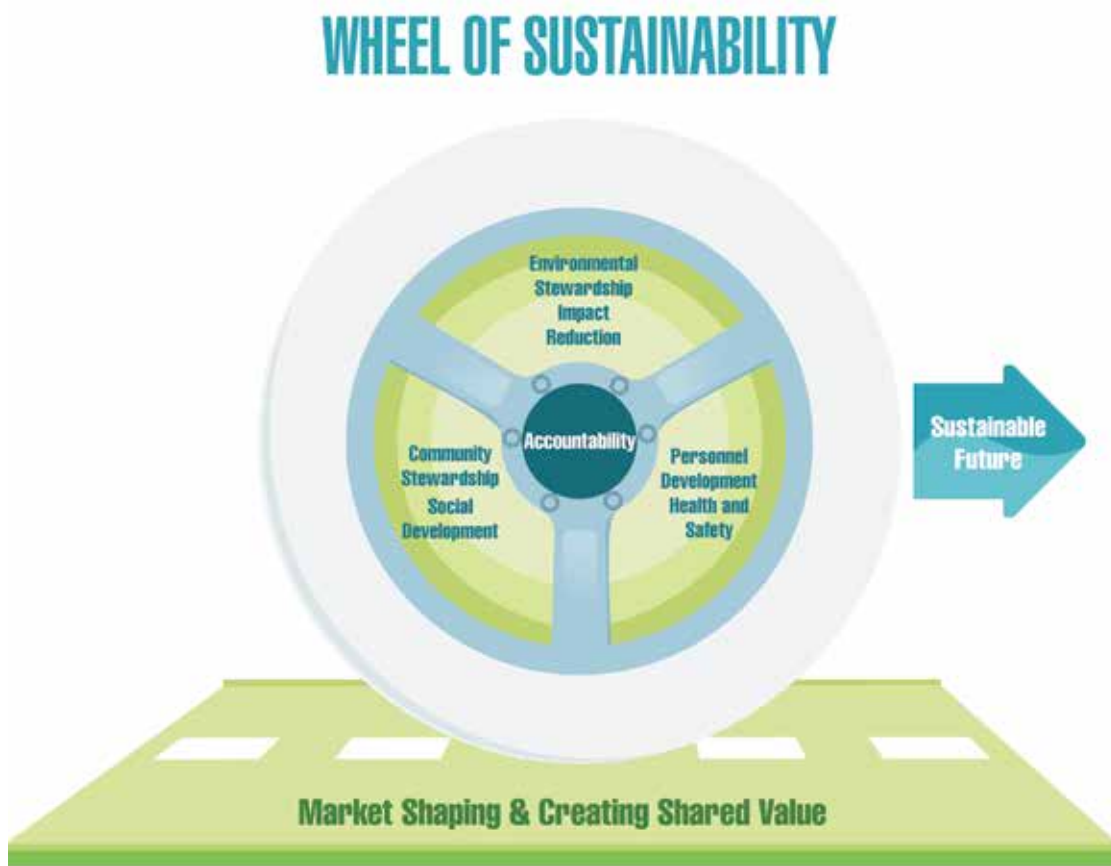 WHEEL OF SUSTAINABILITY
Environmental
Stewardship
Impact
Reduction
Accountability
Community
Stewardship
Social
Development
Personnel
Development
Health and
Safety
Sustainable
Future
Market Shaping & Creating Shared Value